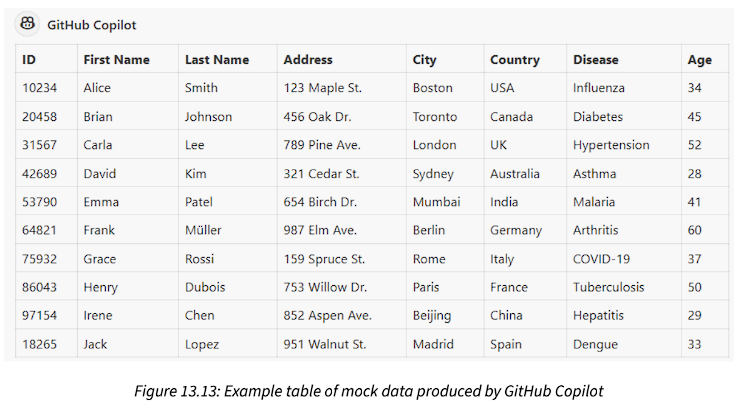 GitHub Copilot
ID First Name Last Name Address City Country Disease Age
10234 Alice Smith 123 Maple St. Boston USA Influenza 34
20458 Brian Johnson 456 Oak Dr. Toronto Canada Diabetes 45
31567 Carla Lee 789 Pine Ave. London UK Hypertension 52
42689 David Kim 321 Cedar St. Sydney Australia Asthma 28
53790 Emma Patel 654 Birch Dr. Mumbai India Malaria 41
64821 Frank Müller 987 Elm Ave. Berlin Germany Arthritis 60
75932 Grace Rossi 159 Spruce St. Rome Italy COVID-19 37
86043 Henry Dubois 753 Willow Dr. Paris France Tuberculosis 50
97154 Irene Chen 852 Aspen Ave. Beijing China Hepatitis 29
18265 Jack Lopez 951 Walnut St. Madrid Spain Dengue 33
Figure 13.13: Example table of mock data produced by GitHub Copilot